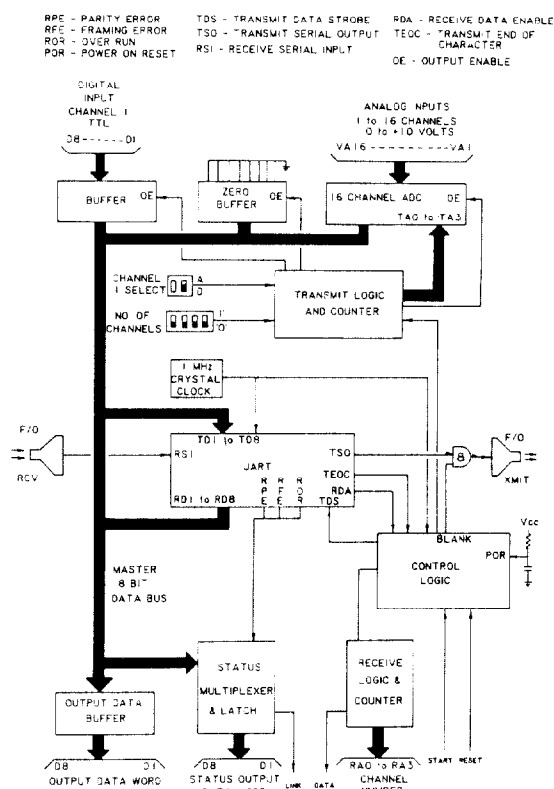 RPE - PARITY ERROR
RFE - FRAMING ERROR
ROR - OVER RUN
POR - POWER ON RESET
TDS - TRANSMIT DATA STROBE
TSO - TRANSMIT SERIAL OUTPUT
RSI - RECEIVE SERIAL INPUT
RDA - RECEIVE DATA ENABLE
TEOC - TRANSMIT END OF
CHARACTER
OE - OUTPUT ENABLE
DIGITAL
INPUT
CHANNEL 1
TTL
D8------D1
ANALOG INPUTS
1 to 16 CHANNELS
0 to +10 VOLTS
VA16----------VA1
BUFFER
OE
ZERO
BUFFER
OE
16 CHANNEL ADC
OE
TA0 to TA3
CHANNEL
1 SELECT
A
D
TRANSMIT LOGIC
AND COUNTER
NO OF
CHANNELS
'1'
'0'
1 MHz
CRYSTAL
CLOCK
F/O
RCV
RSI
TD1 to TD8
UART
RD1 to RD8
RPE
RFE
ROR
TSO
TEOC
RDA
TDS
&
F/O
XMIT
Vcc
BLANK
POR
CONTROL
LOGIC
MASTER
8 BIT
DATA BUS
STATUS
MULTIPLEXER
& LATCH
RECEIVE
LOGIC &
COUNTER
OUTPUT DATA
BUFFER
START
RESET
D8
D1
OUTPUT DATA WORD
D8
D1
STATUS OUTPUT
LINK
DATA
RA0 to RA3
CHANNEL